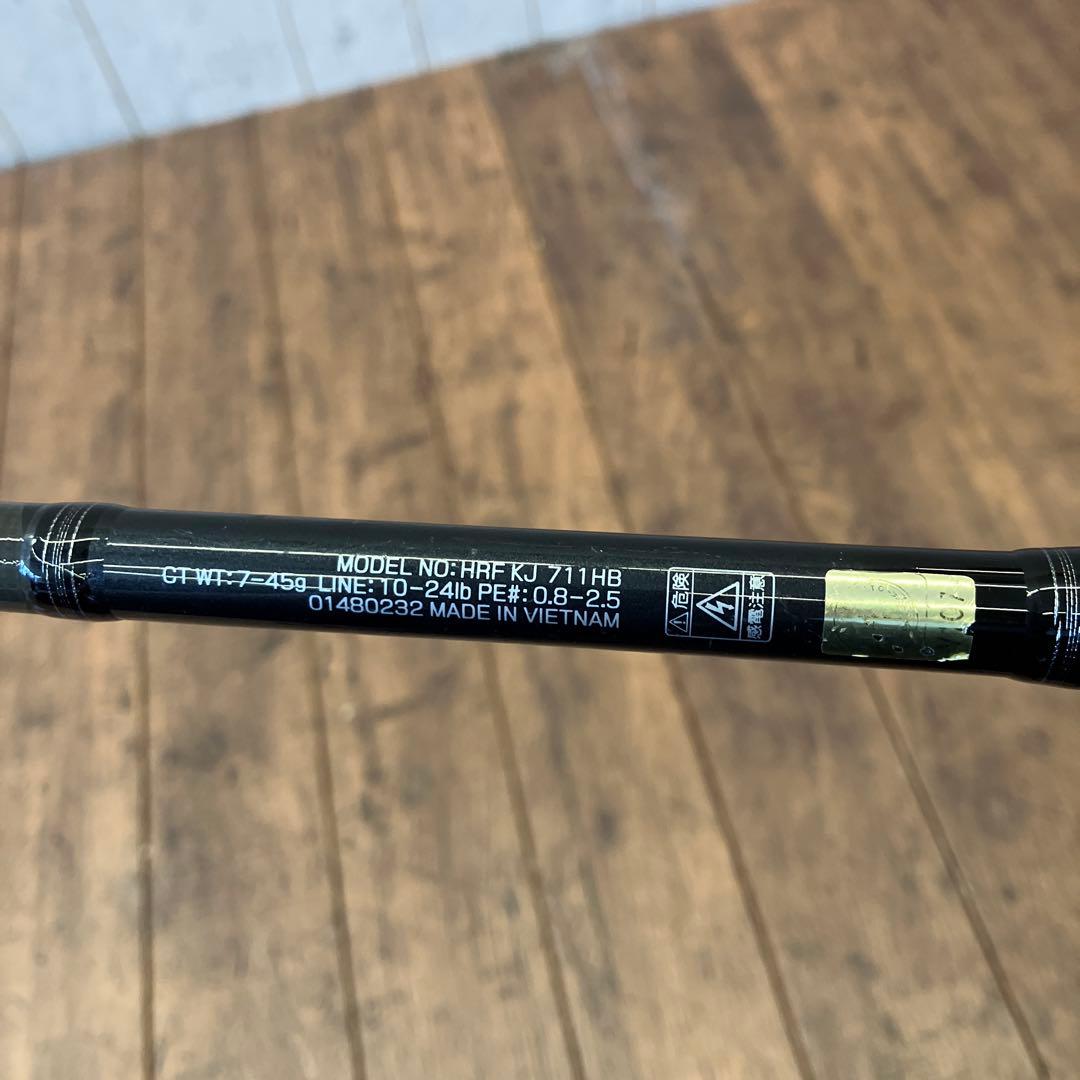 MODEL NO: HRF KJ 711HB
CT WT: 7-45g LINE: 10-24lb PE#: 0.8-2.5
01480232 MADE IN VIETNAM
危険
感電注意